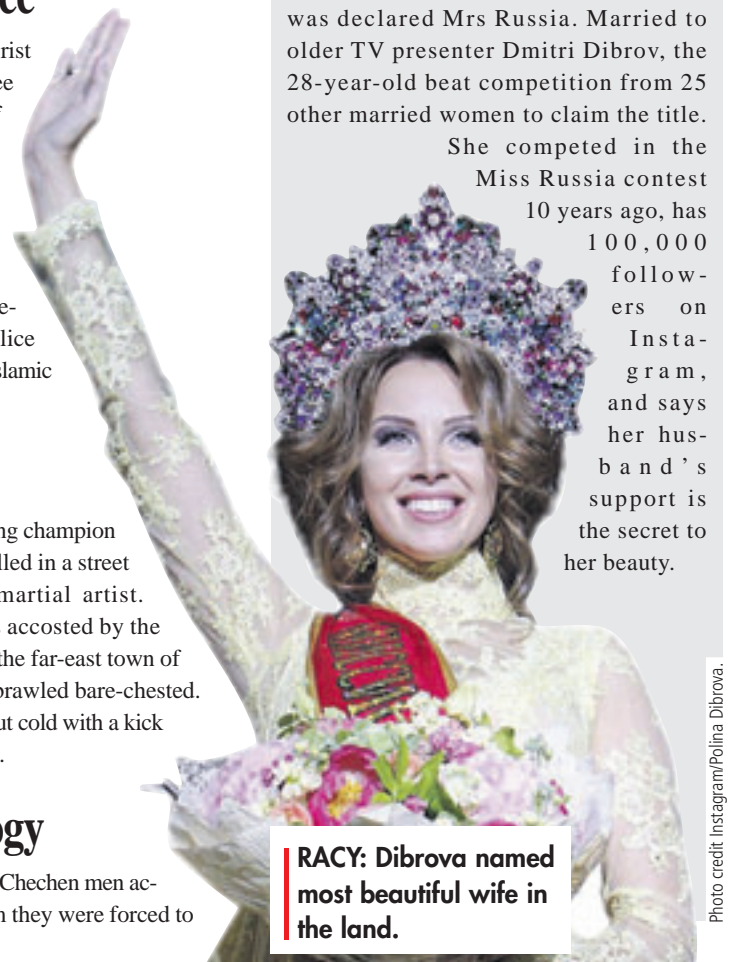 rist
ee
e-
lice
slamic
ng champion
lled in a street
martial artist.
accosted by the
the far-east town of
brawled bare-chested.
ut cold with a kick
.
ogy
Chechen men ac-
n they were forced to
was declared Mrs Russia. Married to
older TV presenter Dmitri Dibrov, the
28-year-old beat competition from 25
other married women to claim the title.
She competed in the
Miss Russia contest
10 years ago, has
100,000
follow-
ers on
Insta-
gram,
and says
her hus-
band's
support is
the secret to
her beauty.
RACY: Dibrova named
most beautiful wife in
the land.
Photo credit Instagram/Polina Dibrova.